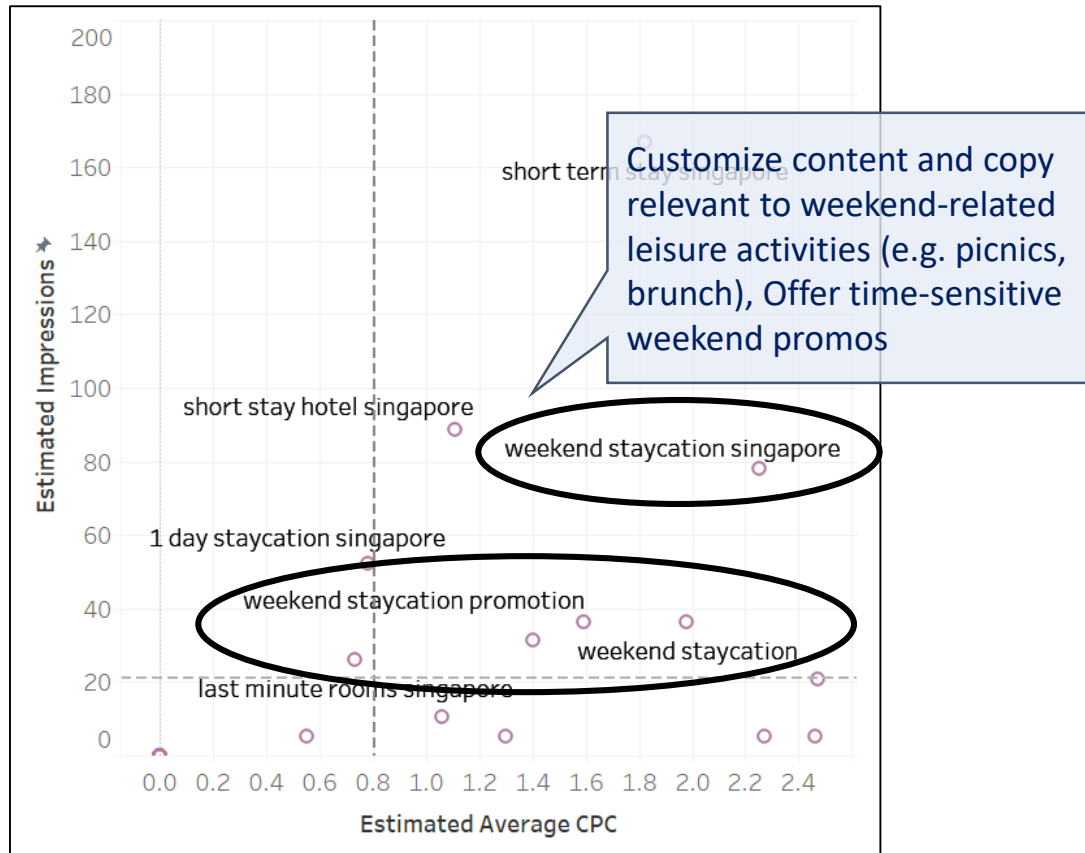 200
180
160
140
120
100
80
60
40
20
0
Estimated Impressions
short term stay singapore
Customize content and copy
relevant to weekend-related
leisure activities (e.g. picnics,
brunch), Offer time-sensitive
weekend promos
short stay hotel singapore
weekend staycation singapore
1 day staycation singapore
weekend staycation promotion
weekend staycation
last minute rooms singapore
0.0 0.2 0.4 0.6 0.8 1.0 1.2 1.4 1.6 1.8 2.0 2.2 2.4
Estimated Average CPC